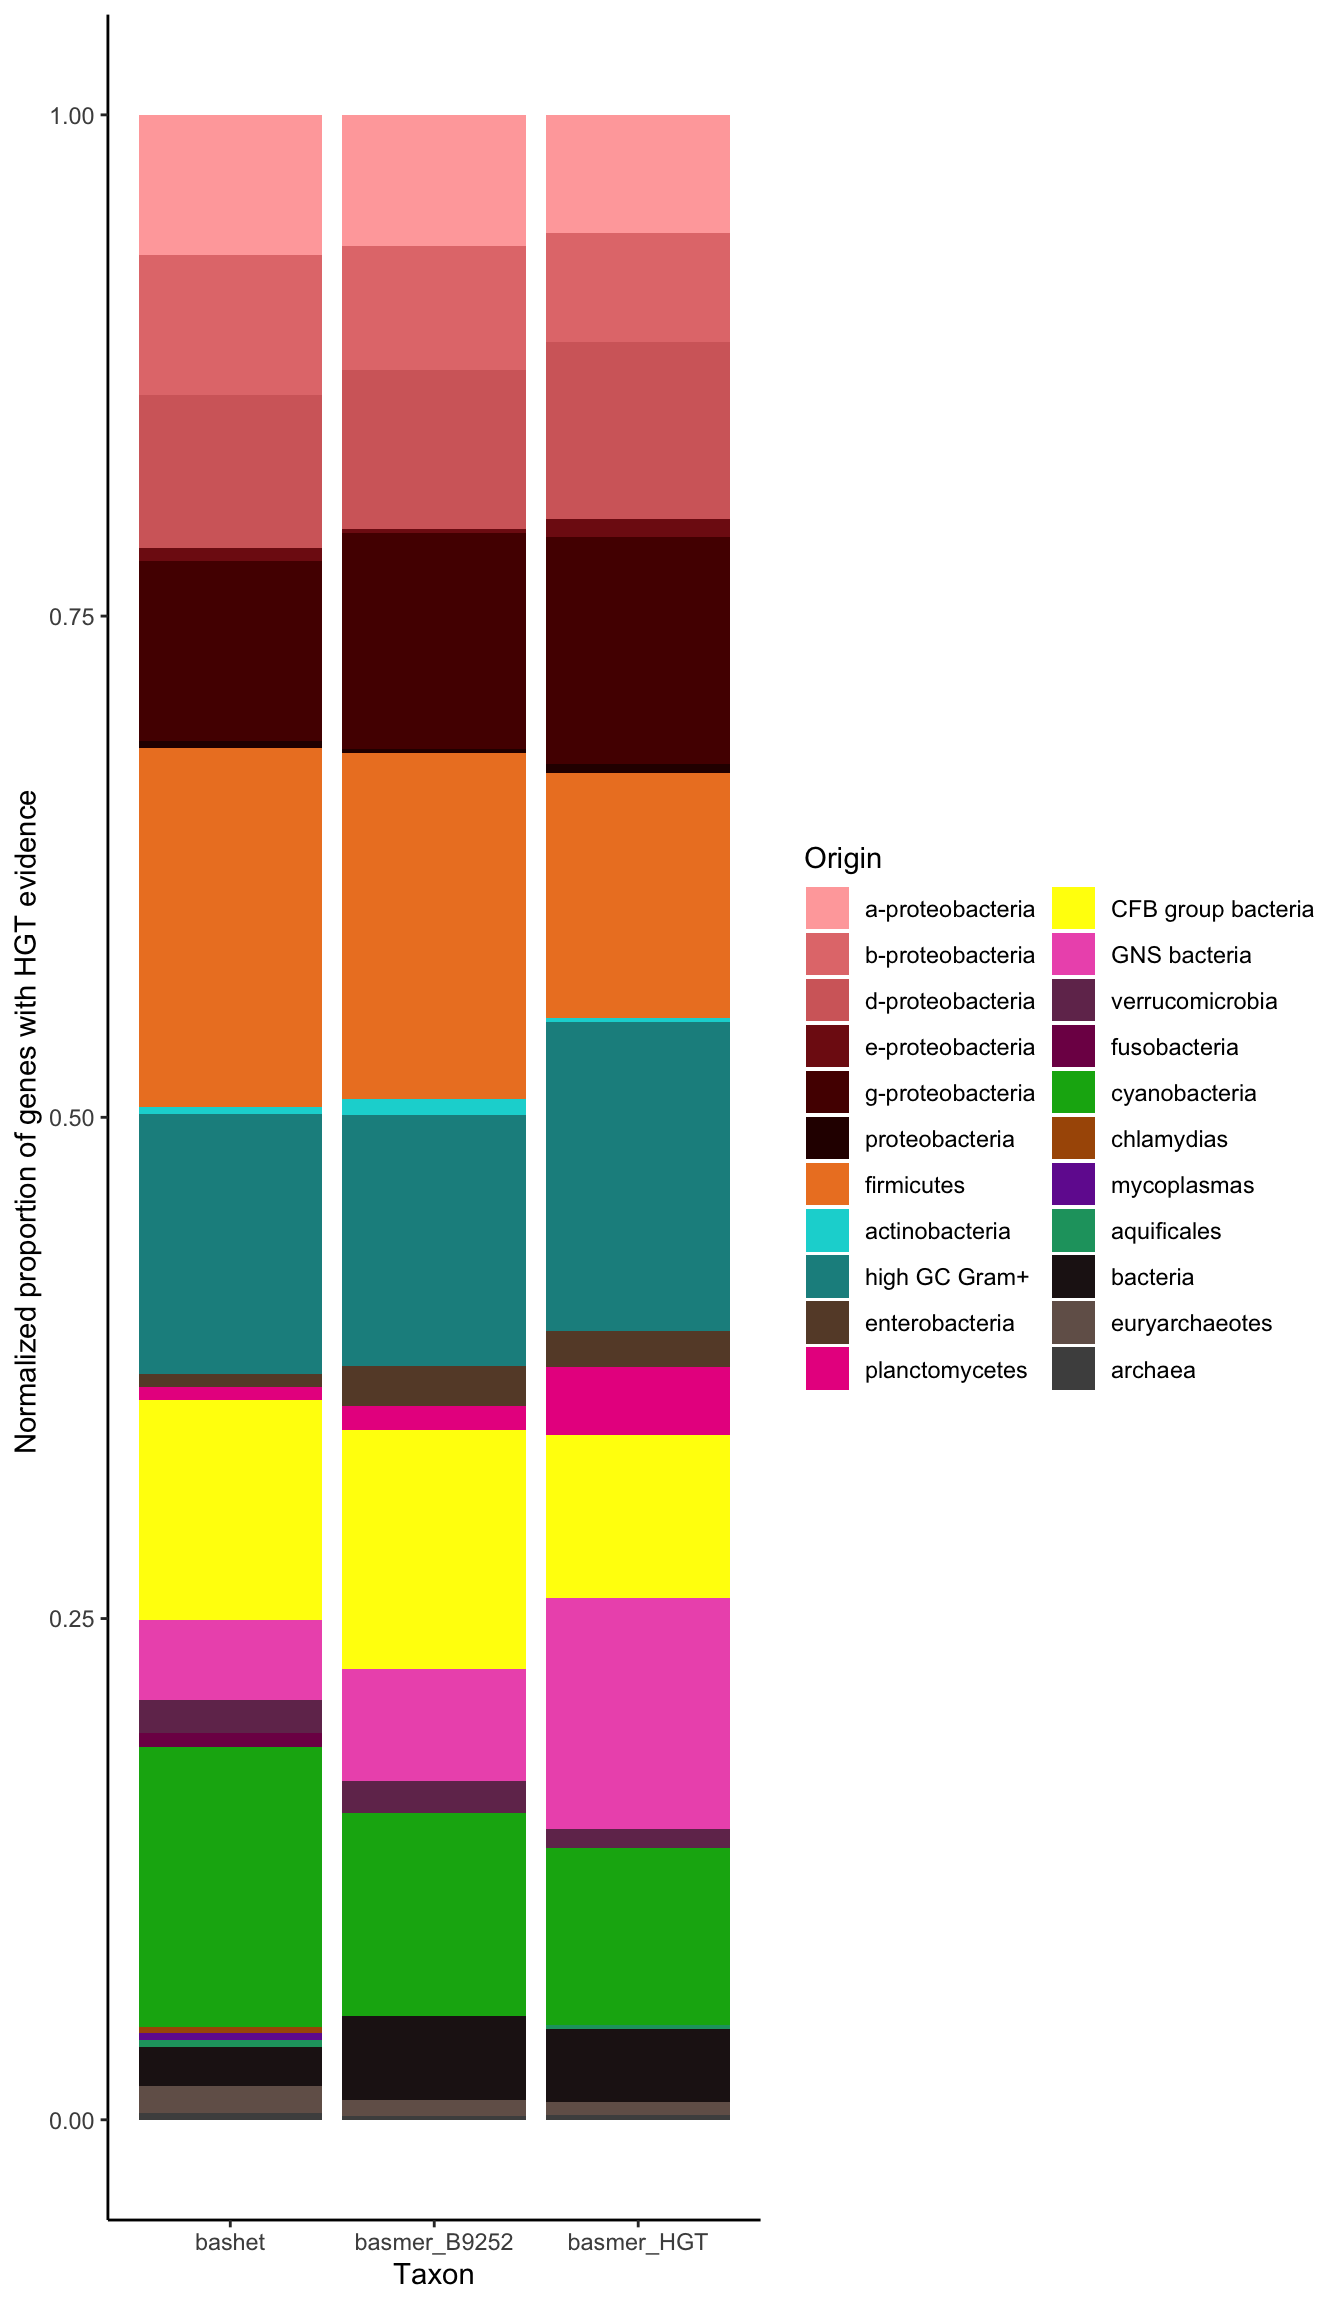 1.00
0.75
0.50
0.25
0.00
Normalized proportion of genes with HGT evidence
bashet
basmer_B9252
basmer_HGT
Taxon
Origin
a-proteobacteria
b-proteobacteria
d-proteobacteria
e-proteobacteria
g-proteobacteria
proteobacteria
firmicutes
actinobacteria
high GC Gram+
enterobacteria
planctomycetes
CFB group bacteria
GNS bacteria
verrucomicrobia
fusobacteria
cyanobacteria
chlamydias
mycoplasmas
aquificales
bacteria
euryarchaeotes
archaea